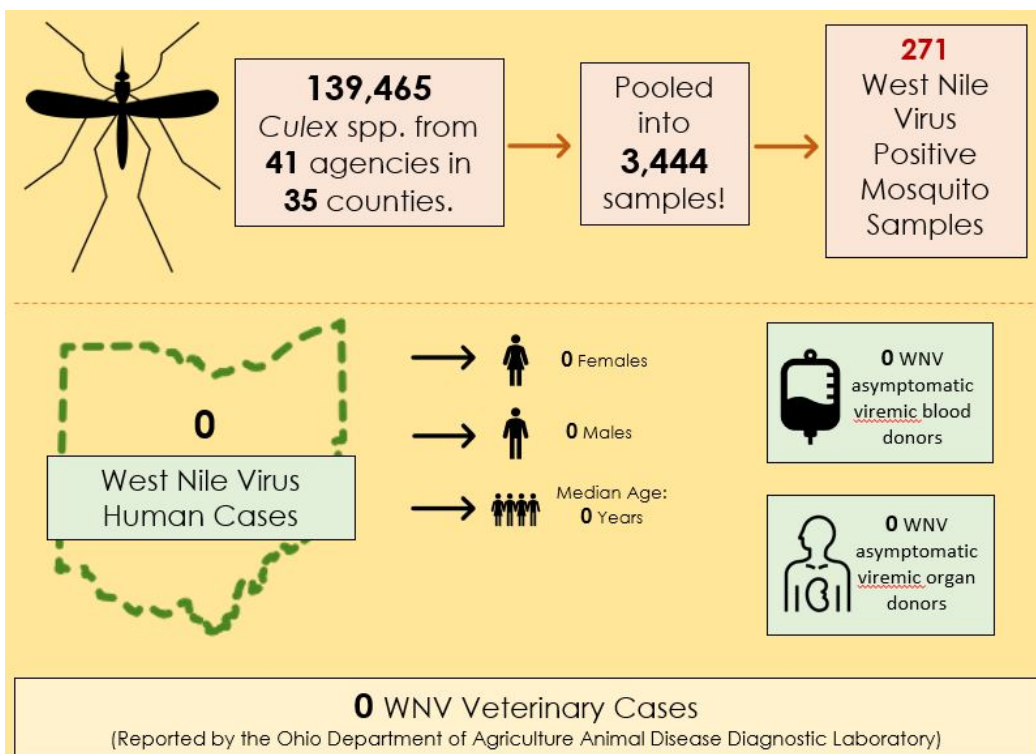 139,465
Culex spp. from
41 agencies in
35 counties.
Pooled
into
3,444
samples!
271
West Nile
Virus
Positive
Mosquito
Samples
0
West Nile Virus
Human Cases
0 Females
0 Males
Median Age:
0 Years
0 WNV
asymptomatic
viremic blood
donors
0 WNV
asymptomatic
viremic organ
donors
0 WNV Veterinary Cases
(Reported by the Ohio Department of Agriculture Animal Disease Diagnostic Laboratory)